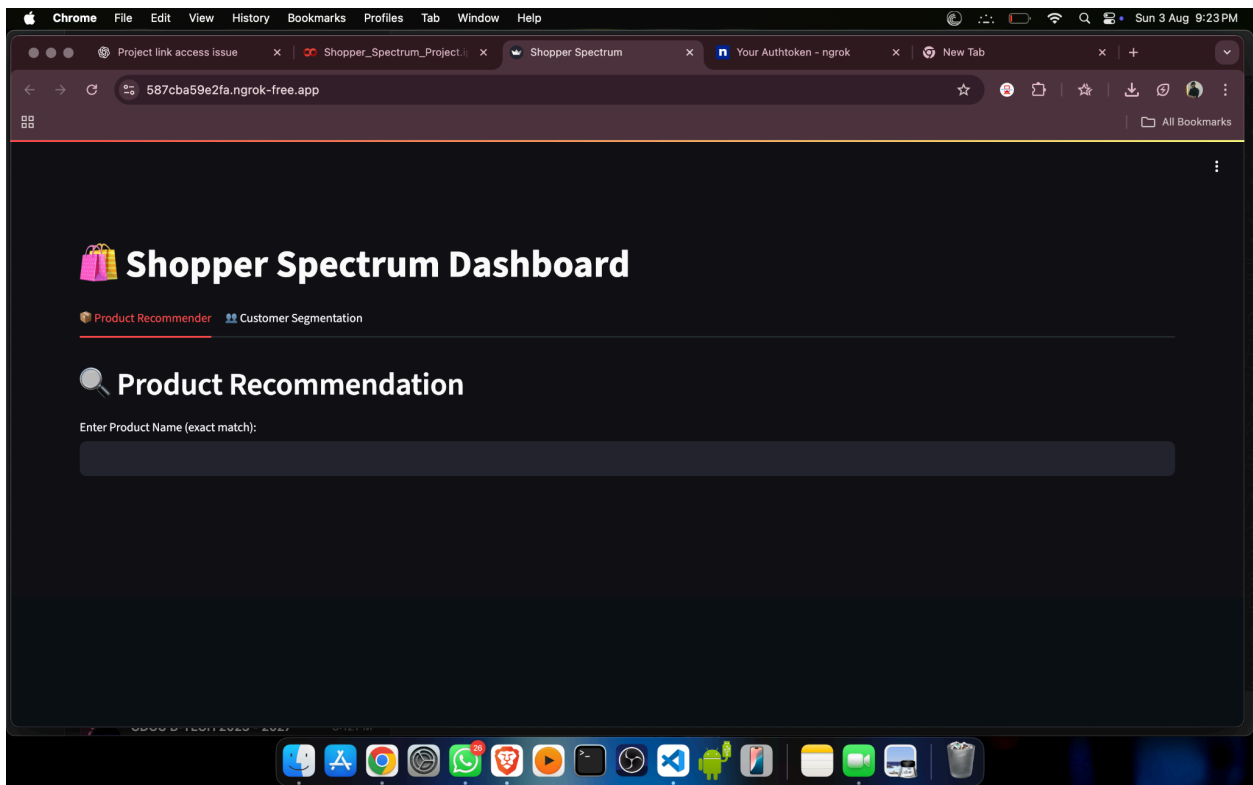 Chrome File Edit View History Bookmarks Profiles Tab Window Help Sun 3 Aug 9:23 PM
Project link access issue Shopper_Spectrum_Project.i Shopper Spectrum Your Authtoken - ngrok New Tab
587cba59e2fa.ngrok-free.app
All Bookmarks
Shopper Spectrum Dashboard
Product Recommender Customer Segmentation
Product Recommendation
Enter Product Name (exact match):
26